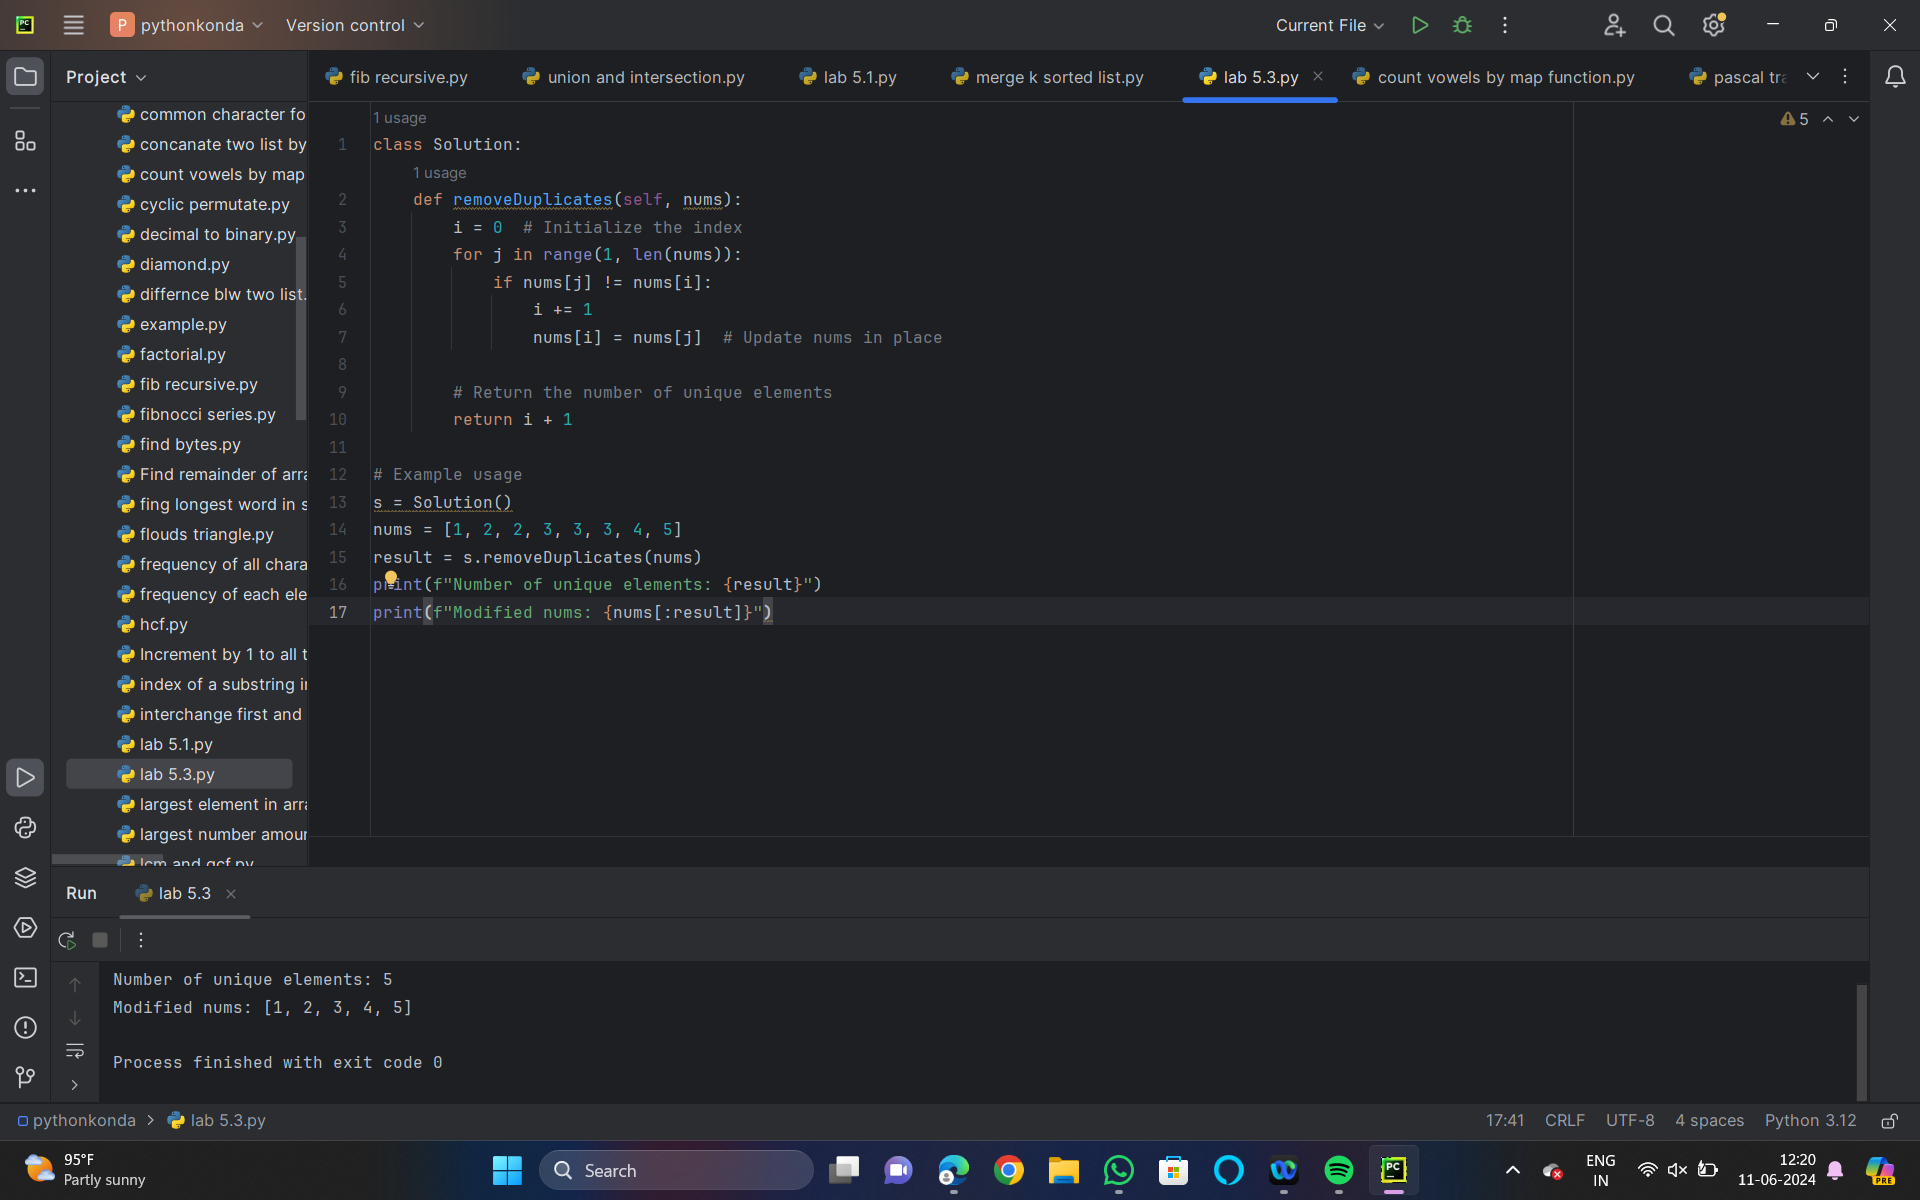 PC
P pythonkonda Version control Current File
Project
fib recursive.py union and intersection.py lab 5.1.py merge k sorted list.py lab 5.3.py count vowels by map function.py pascal tr
common character fo
concanate two list by
count vowels by map
cyclic permutate.py
decimal to binary.py
diamond.py
differnce blw two list.
example.py
factorial.py
fib recursive.py
fibnocci series.py
find bytes.py
Find remainder of arra
fing longest word in s
flouds triangle.py
frequency of all chara
frequency of each ele
hcf.py
Increment by 1 to all t
index of a substring i
interchange first and
lab 5.1.py
lab 5.3.py
largest element in arra
largest number amour
lcm and gcf.py
5
1 usage
1 class Solution:
1 usage
2 def removeDuplicates(self, nums):
3 i = 0 # Initialize the index
4 for j in range(1, len(nums)):
5 if nums[j] != nums[i]:
6 i += 1
7 nums[i] = nums[j] # Update nums in place
8
9 # Return the number of unique elements
10 return i + 1
11
12 # Example usage
13 s = Solution()
14 nums = [1, 2, 2, 3, 3, 3, 4, 5]
15 result = s.removeDuplicates(nums)
16 print(f"Number of unique elements: {result}")
17 print(f"Modified nums: {nums[:result]}")
Run lab 5.3
Number of unique elements: 5
Modified nums: [1, 2, 3, 4, 5]
Process finished with exit code 0
pythonkonda > lab 5.3.py 17:41 CRLF UTF-8 4 spaces Python 3.12
95°F
Partly sunny
Search
PC
ENG
IN
12:20
11-06-2024
PRE